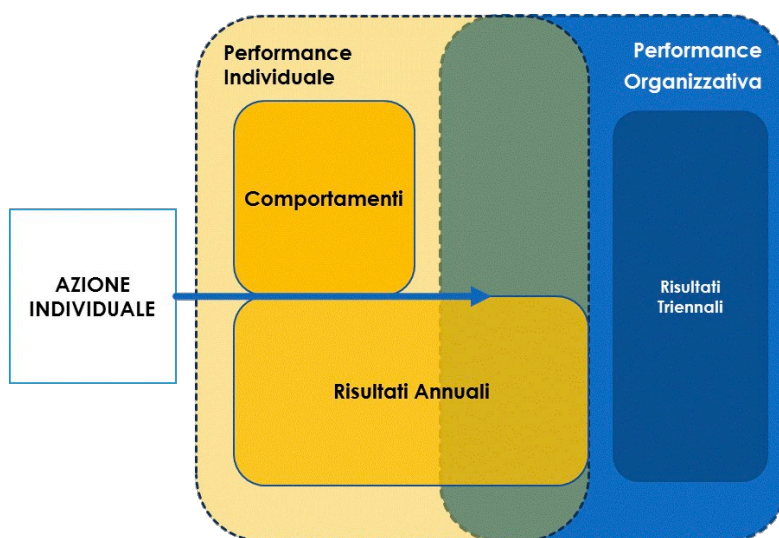 Performance
Individuale
Performance
Organizzativa
Comportamenti
AZIONE
INDIVIDUALE
Risultati
Triennali
Risultati Annuali